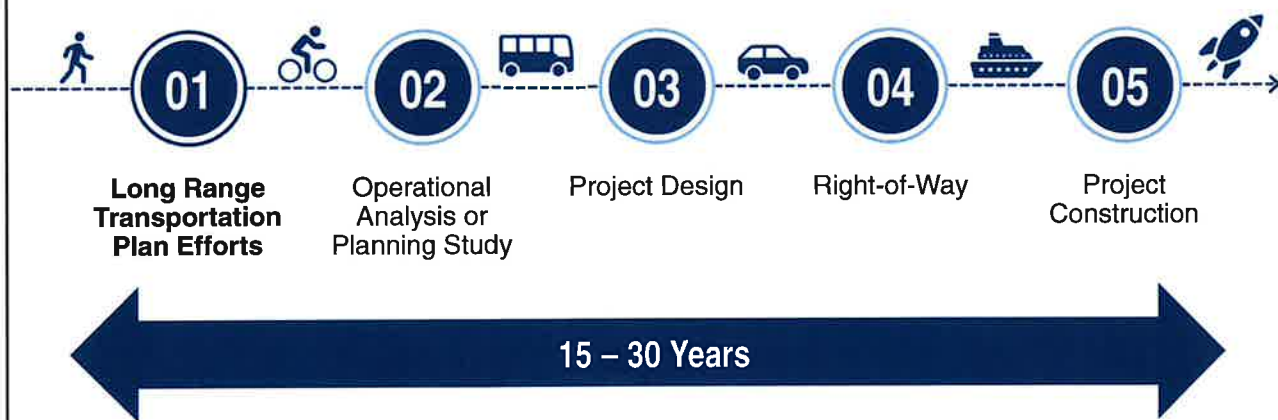 01
02
03
04
05
Long Range
Transportation
Plan Efforts
Operational
Analysis or
Planning Study
Project Design
Right-of-Way
Project
Construction
15 – 30 Years